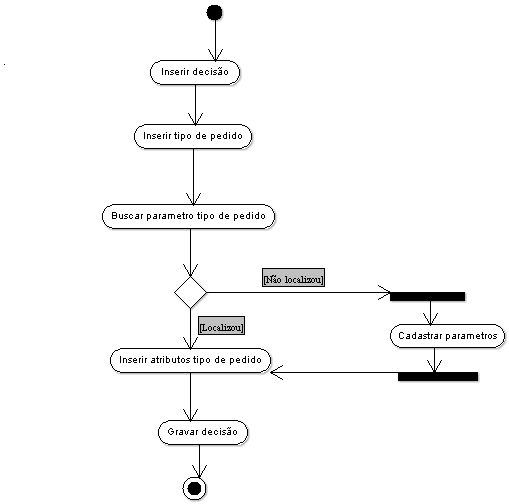 Inserir decisão
Inserir tipo de pedido
Buscar parametro tipo de pedido
[Não localizou]
[Localizou]
Cadastrar parametros
Inserir atributos tipo de pedido
Gravar decisão